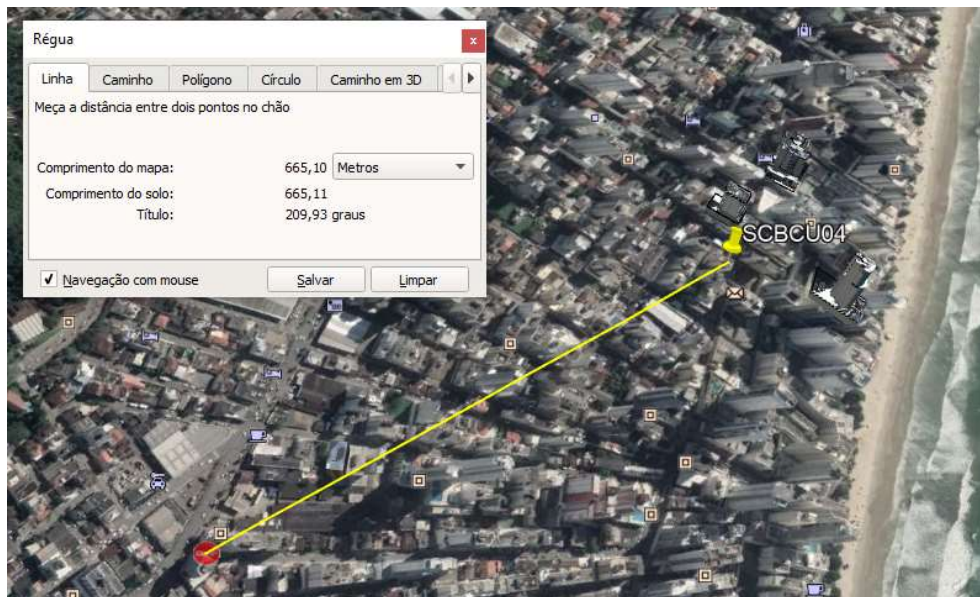 Régua
x
Linha Caminho Polígono Círculo Caminho em 3D
Meça a distância entre dois pontos no chão
Comprimento do mapa: 665,10 Metros
Comprimento do solo: 665,11
Título: 209,93 graus
Navegação com mouse Salvar Limpar
SCBCU04